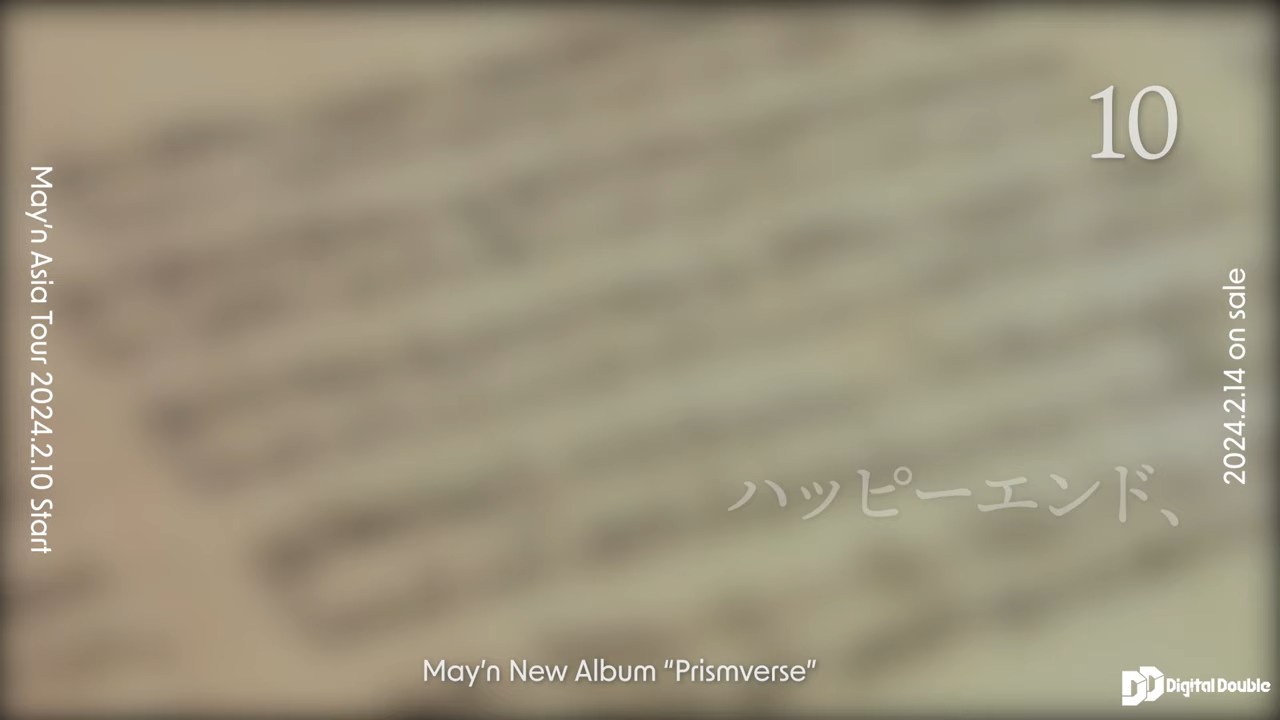 10
May'n Asia Tour 2024.2.10 Start
2024.2.14 on sale
ハッピーエンド、
May'n New Album “Prismverse”
Digital Double